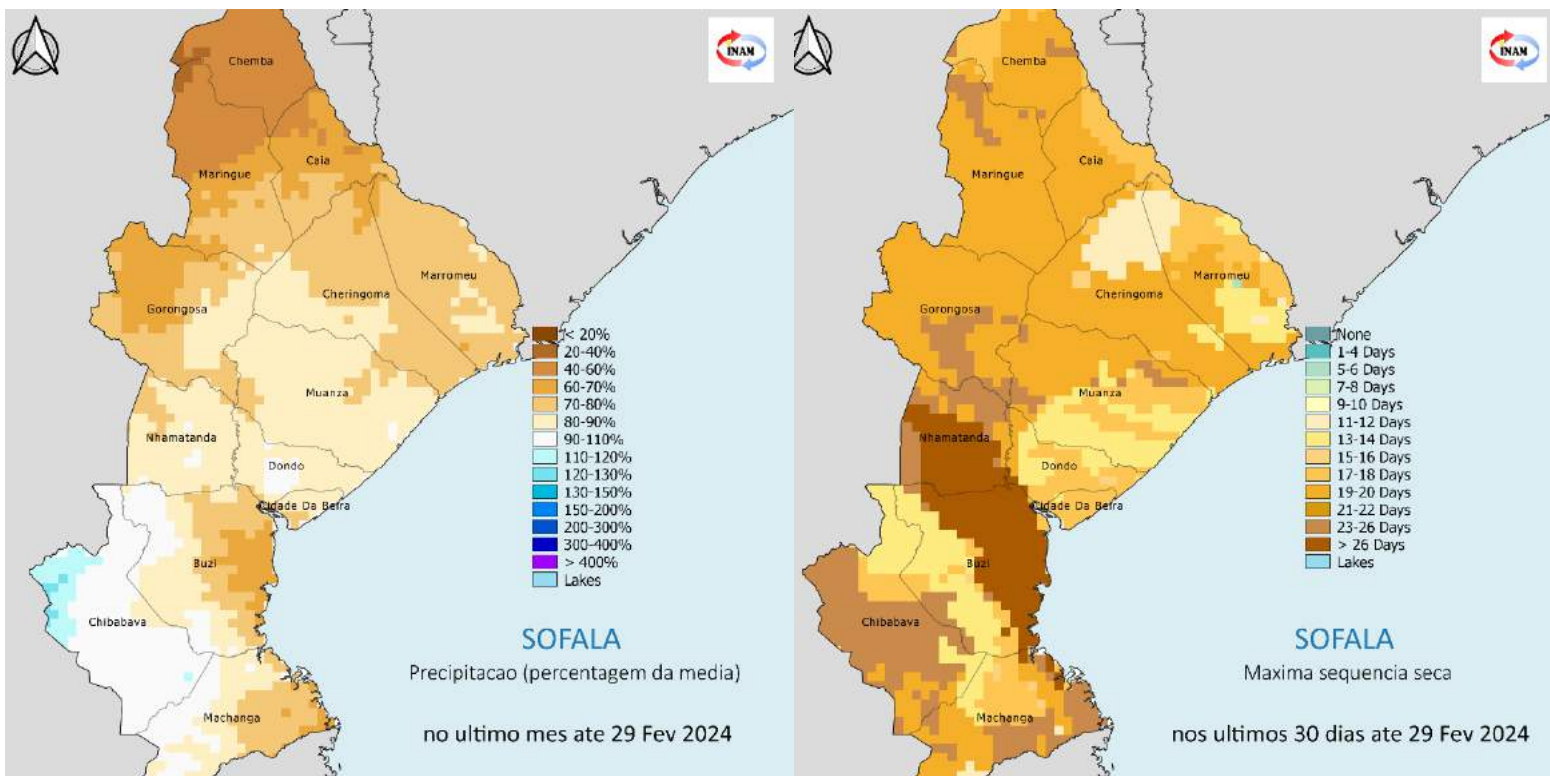 INAM
Chemba
Caia
Maringue
Marromeu
Cheringoma
Gorongosa
< 20%
20-40%
40-60%
60-70%
70-80%
80-90%
90-110%
110-120%
120-130%
130-150%
150-200%
200-300%
300-400%
> 400%
Lakes
Muanza
Nhamatanda
Dondo
Cidade Da Beira
Buzi
Chibabava
Machanga
SOFALA
Precipitacao (percentagem da media)
no ultimo mes ate 29 Fev 2024
INAM
Chemba
Caia
Maringue
Marromeu
Cheringoma
Gorongosa
None
1-4 Days
5-6 Days
7-8 Days
9-10 Days
11-12 Days
13-14 Days
15-16 Days
17-18 Days
19-20 Days
21-22 Days
23-26 Days
> 26 Days
Lakes
Muanza
Nhamatanda
Dondo
Cidade Da Beira
Buzi
Chibabava
Machanga
SOFALA
Maxima sequencia seca
nos ultimos 30 dias ate 29 Fev 2024